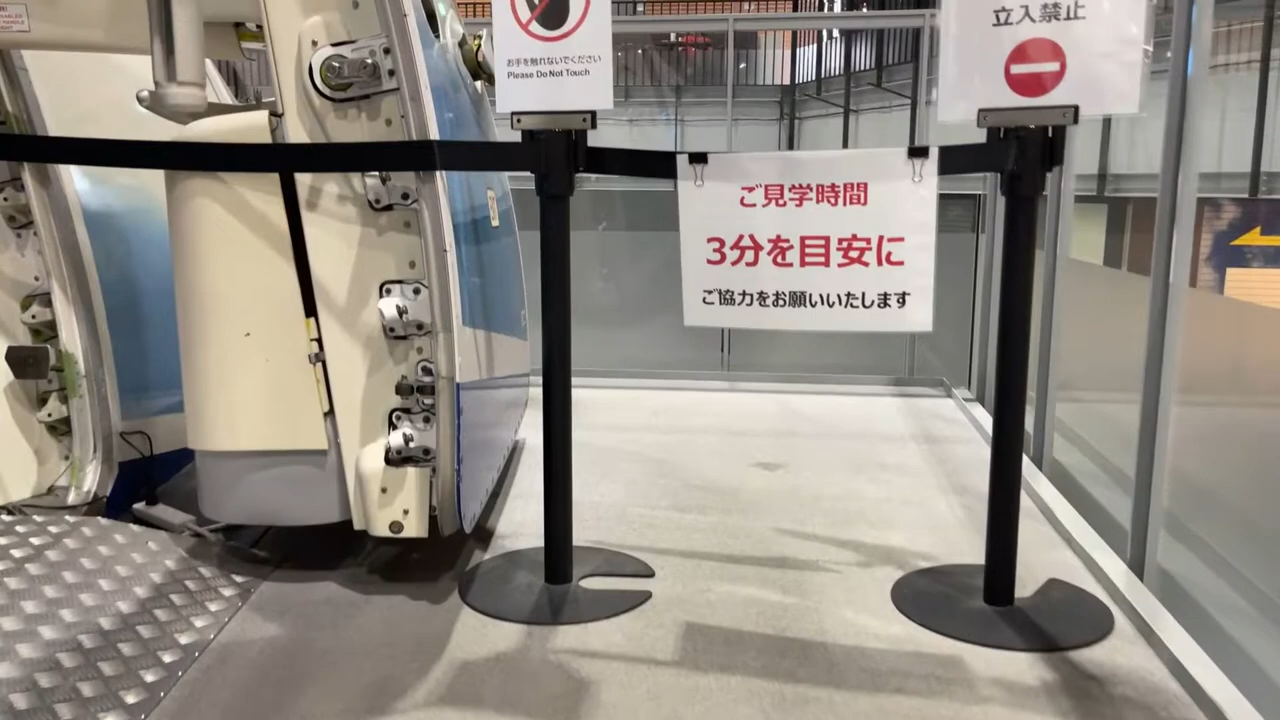 お手を触れないでください
Please Do Not Touch
立入禁止
ご見学時間
3分を目安に
ご協力をお願いいたします